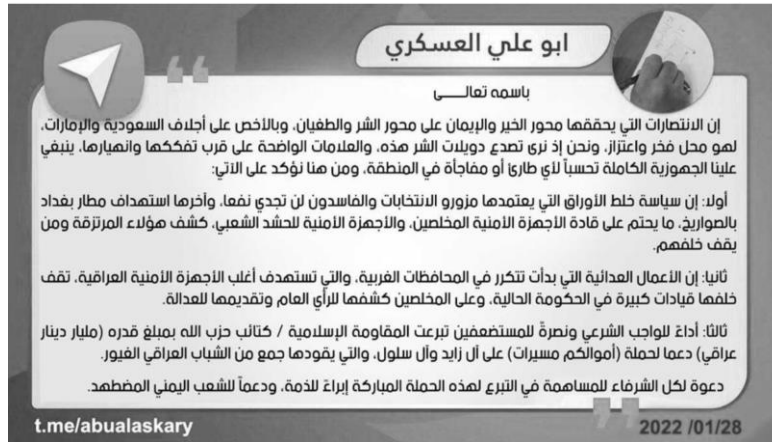 ابو علي العسكري
باسمه تعالـــــى
إن الانتصارات التي يحققها محور الخير والإيمان على محور الشر والطغيان، وبالأخص على أجلاف السعودية والإمارات،
لهو محل فخر واعتزاز، ونحن إذ نرى تصدع دويلات الشر هذه، والعلامات الواضحة على قرب تفككها وانهيارها، ينبغي
علينا الجهوزية الكاملة تحسباً لأي طارئ أو مفاجأة في المنطقة، ومن هنا نؤكد على الآتي:
أولا: إن سياسة خلط الأوراق التي يعتمدها مزورو الانتخابات والفاسدون لن تجدي نفعا، وآخرها استهداف مطار بغداد
بالصواريخ، ما يحتم على قادة الأجهزة الأمنية المخلصين، والأجهزة الأمنية للحشد الشعبي، كشف هؤلاء المرتزقة ومن
يقف خلفهم.
ثانيا: إن الأعمال العدائية التي بدأت تتكرر في المحافظات الغربية، والتي تستهدف أغلب الأجهزة الأمنية العراقية، تقف
خلفها قيادات كبيرة في الحكومة الحالية، وعلى المخلصين كشفها للرأي العام وتقديمها للعدالة.
ثالثا: أداءً للواجب الشرعي ونصرةً للمستضعفين تبرعت المقاومة الإسلامية / كتائب حزب الله بمبلغ قدره (مليار دينار
عراقي) دعما لحملة (أموالكم مسيرات) على آل زايد وآل سلول، والتي يقودها جمع من الشباب العراقي الغيور.
دعوة لكل الشرفاء للمساهمة في التبرع لهذه الحملة المباركة إبراءً للذمة، ودعماً للشعب اليمني المضطهد.
t.me/abualaskary
2022 /01/28